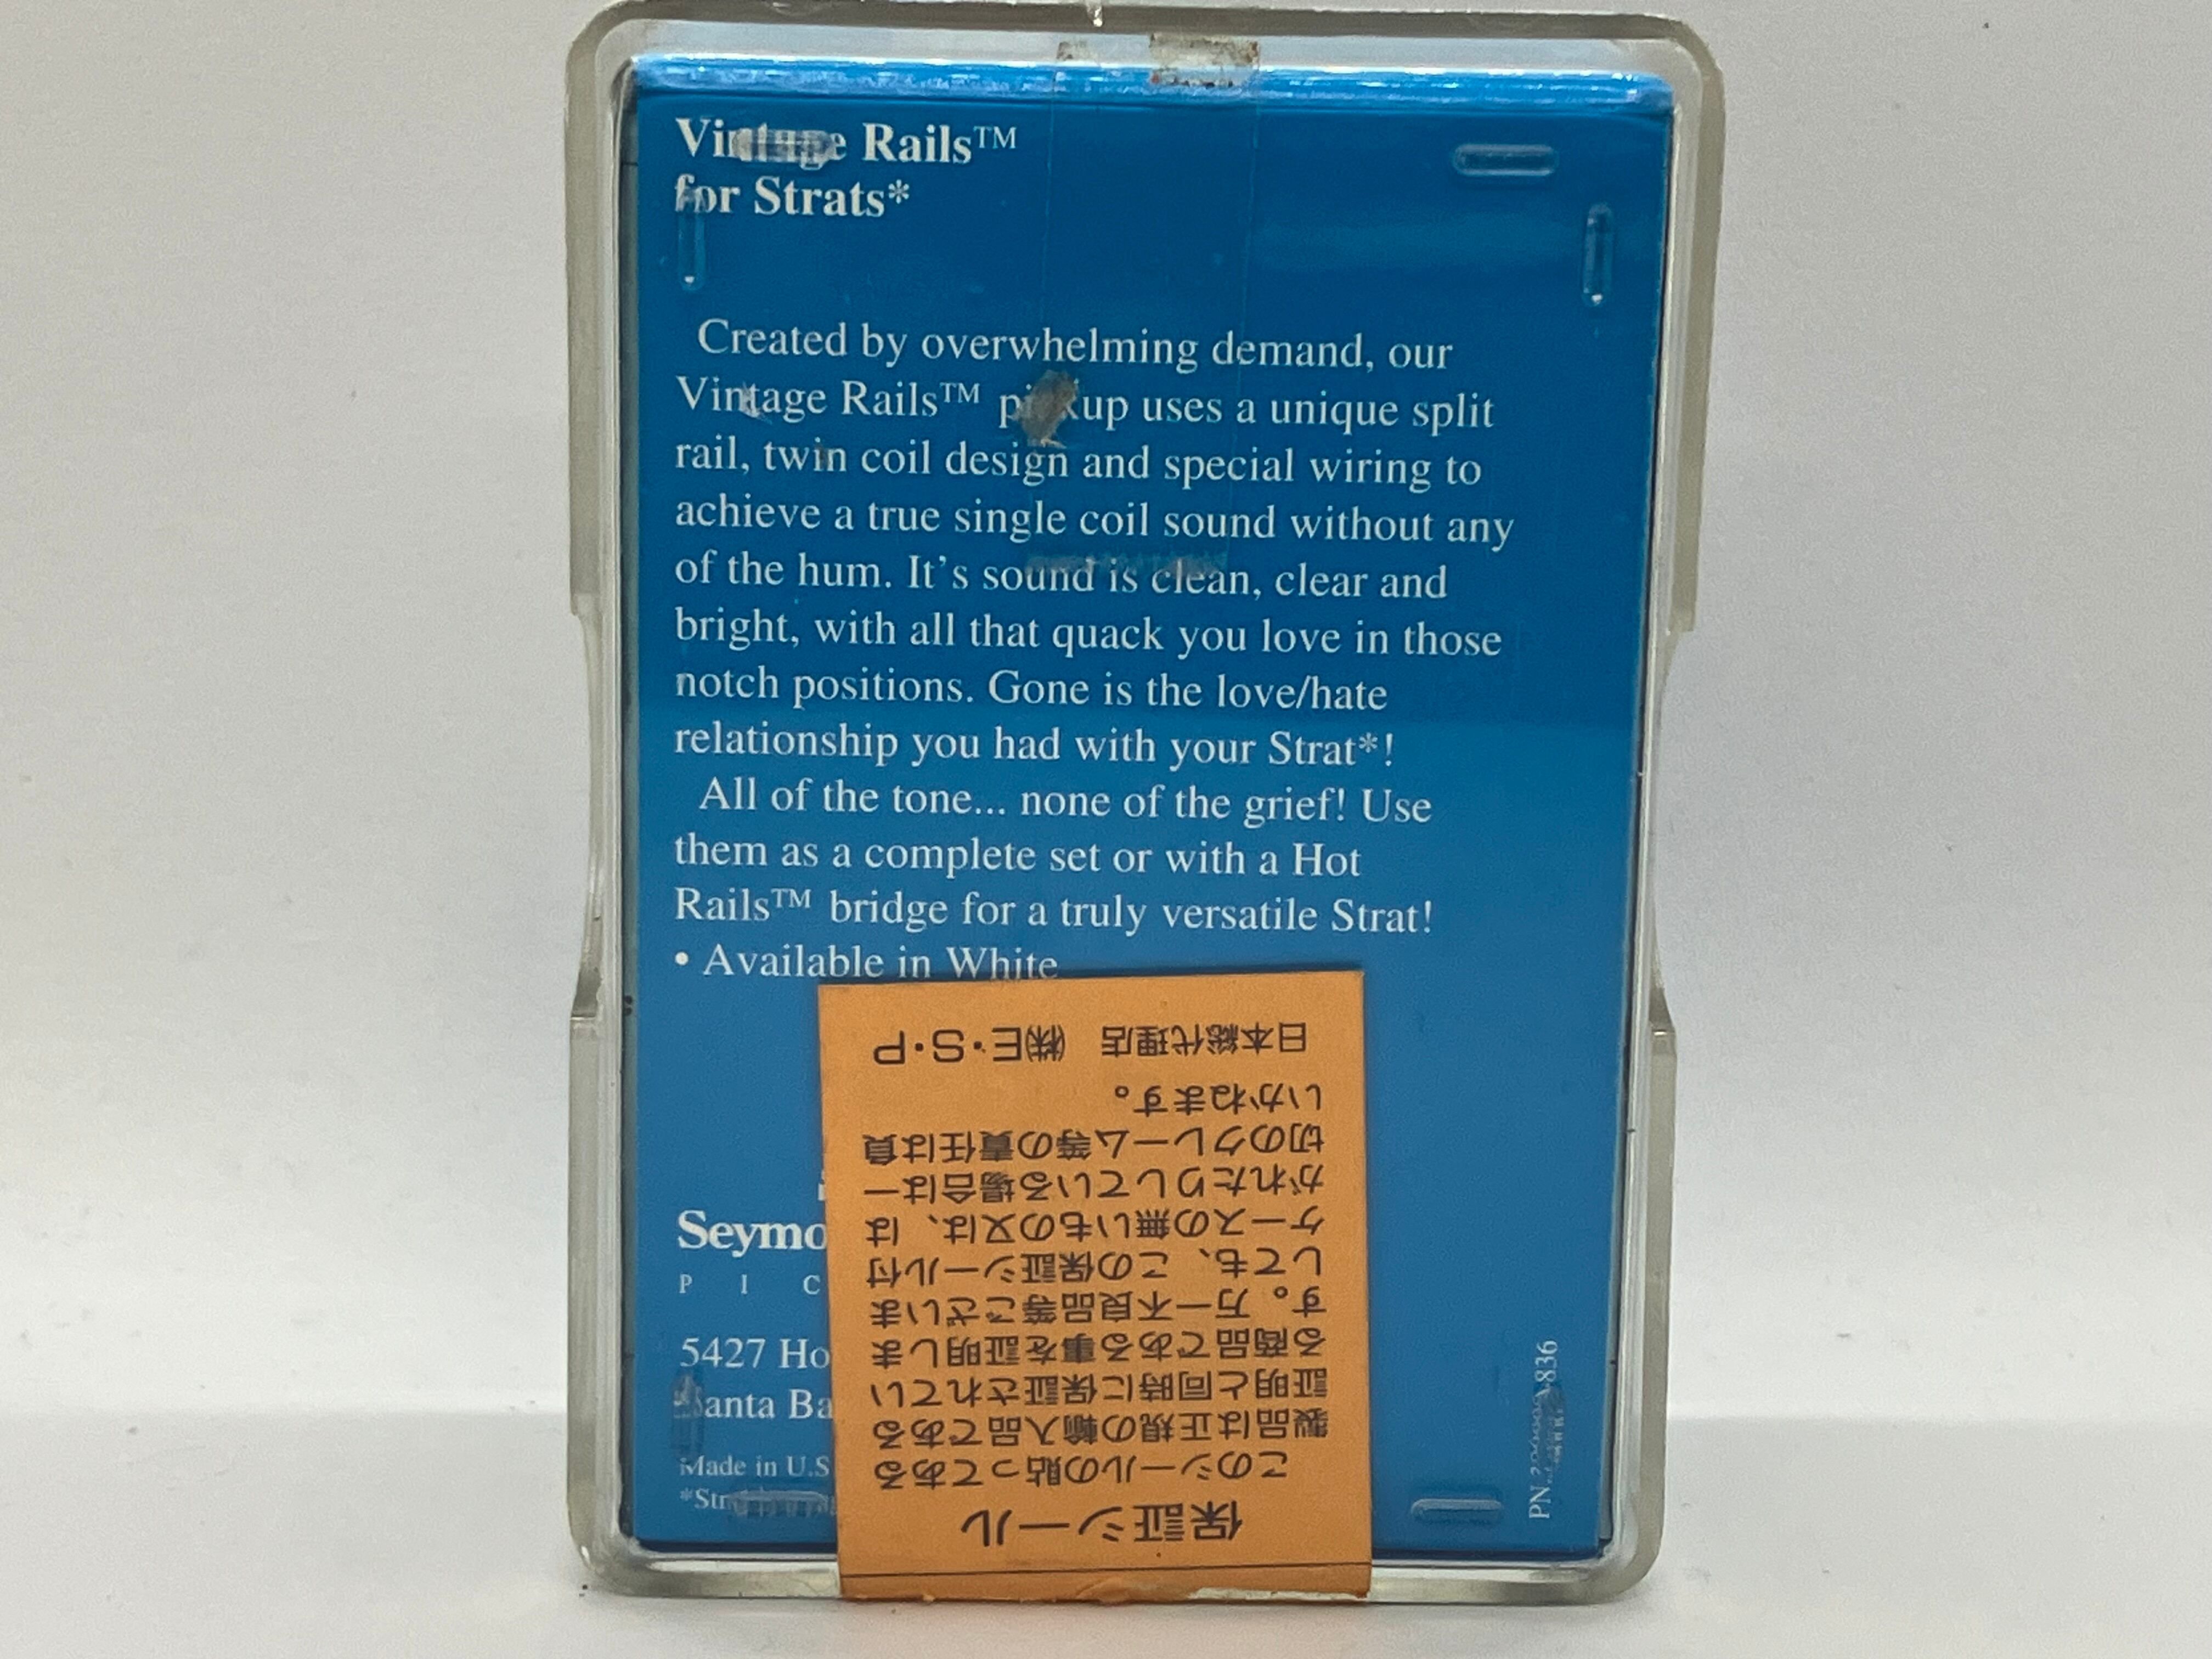 Vintage Rails™
for Strats*
Created by overwhelming demand, our
Vintage Rails™ pickup uses a unique split
rail, twin coil design and special wiring to
achieve a true single coil sound without any
of the hum. It's sound is clean, clear and
bright, with all that quack you love in those
notch positions. Gone is the love/hate
relationship you had with your Strat*!
All of the tone... none of the grief! Use
them as a complete set or with a Hot
Rails™ bridge for a truly versatile Strat!
• Available in White
Seymo
P I C
5427 Ho
Santa Ba
Made in U.S
PN
保証シール
このシールの貼ってある
製品は正規の輸入品である
証明と同時に保証されてい
る商品である事を証明しま
す。万一不良品等ございま
しても、この保証シール付
ケースの無いもの又は、は
がれたりしている場合は一
切のクレーム等の責任は負
いかねます。
日本総代理店 ㈱E・S・P